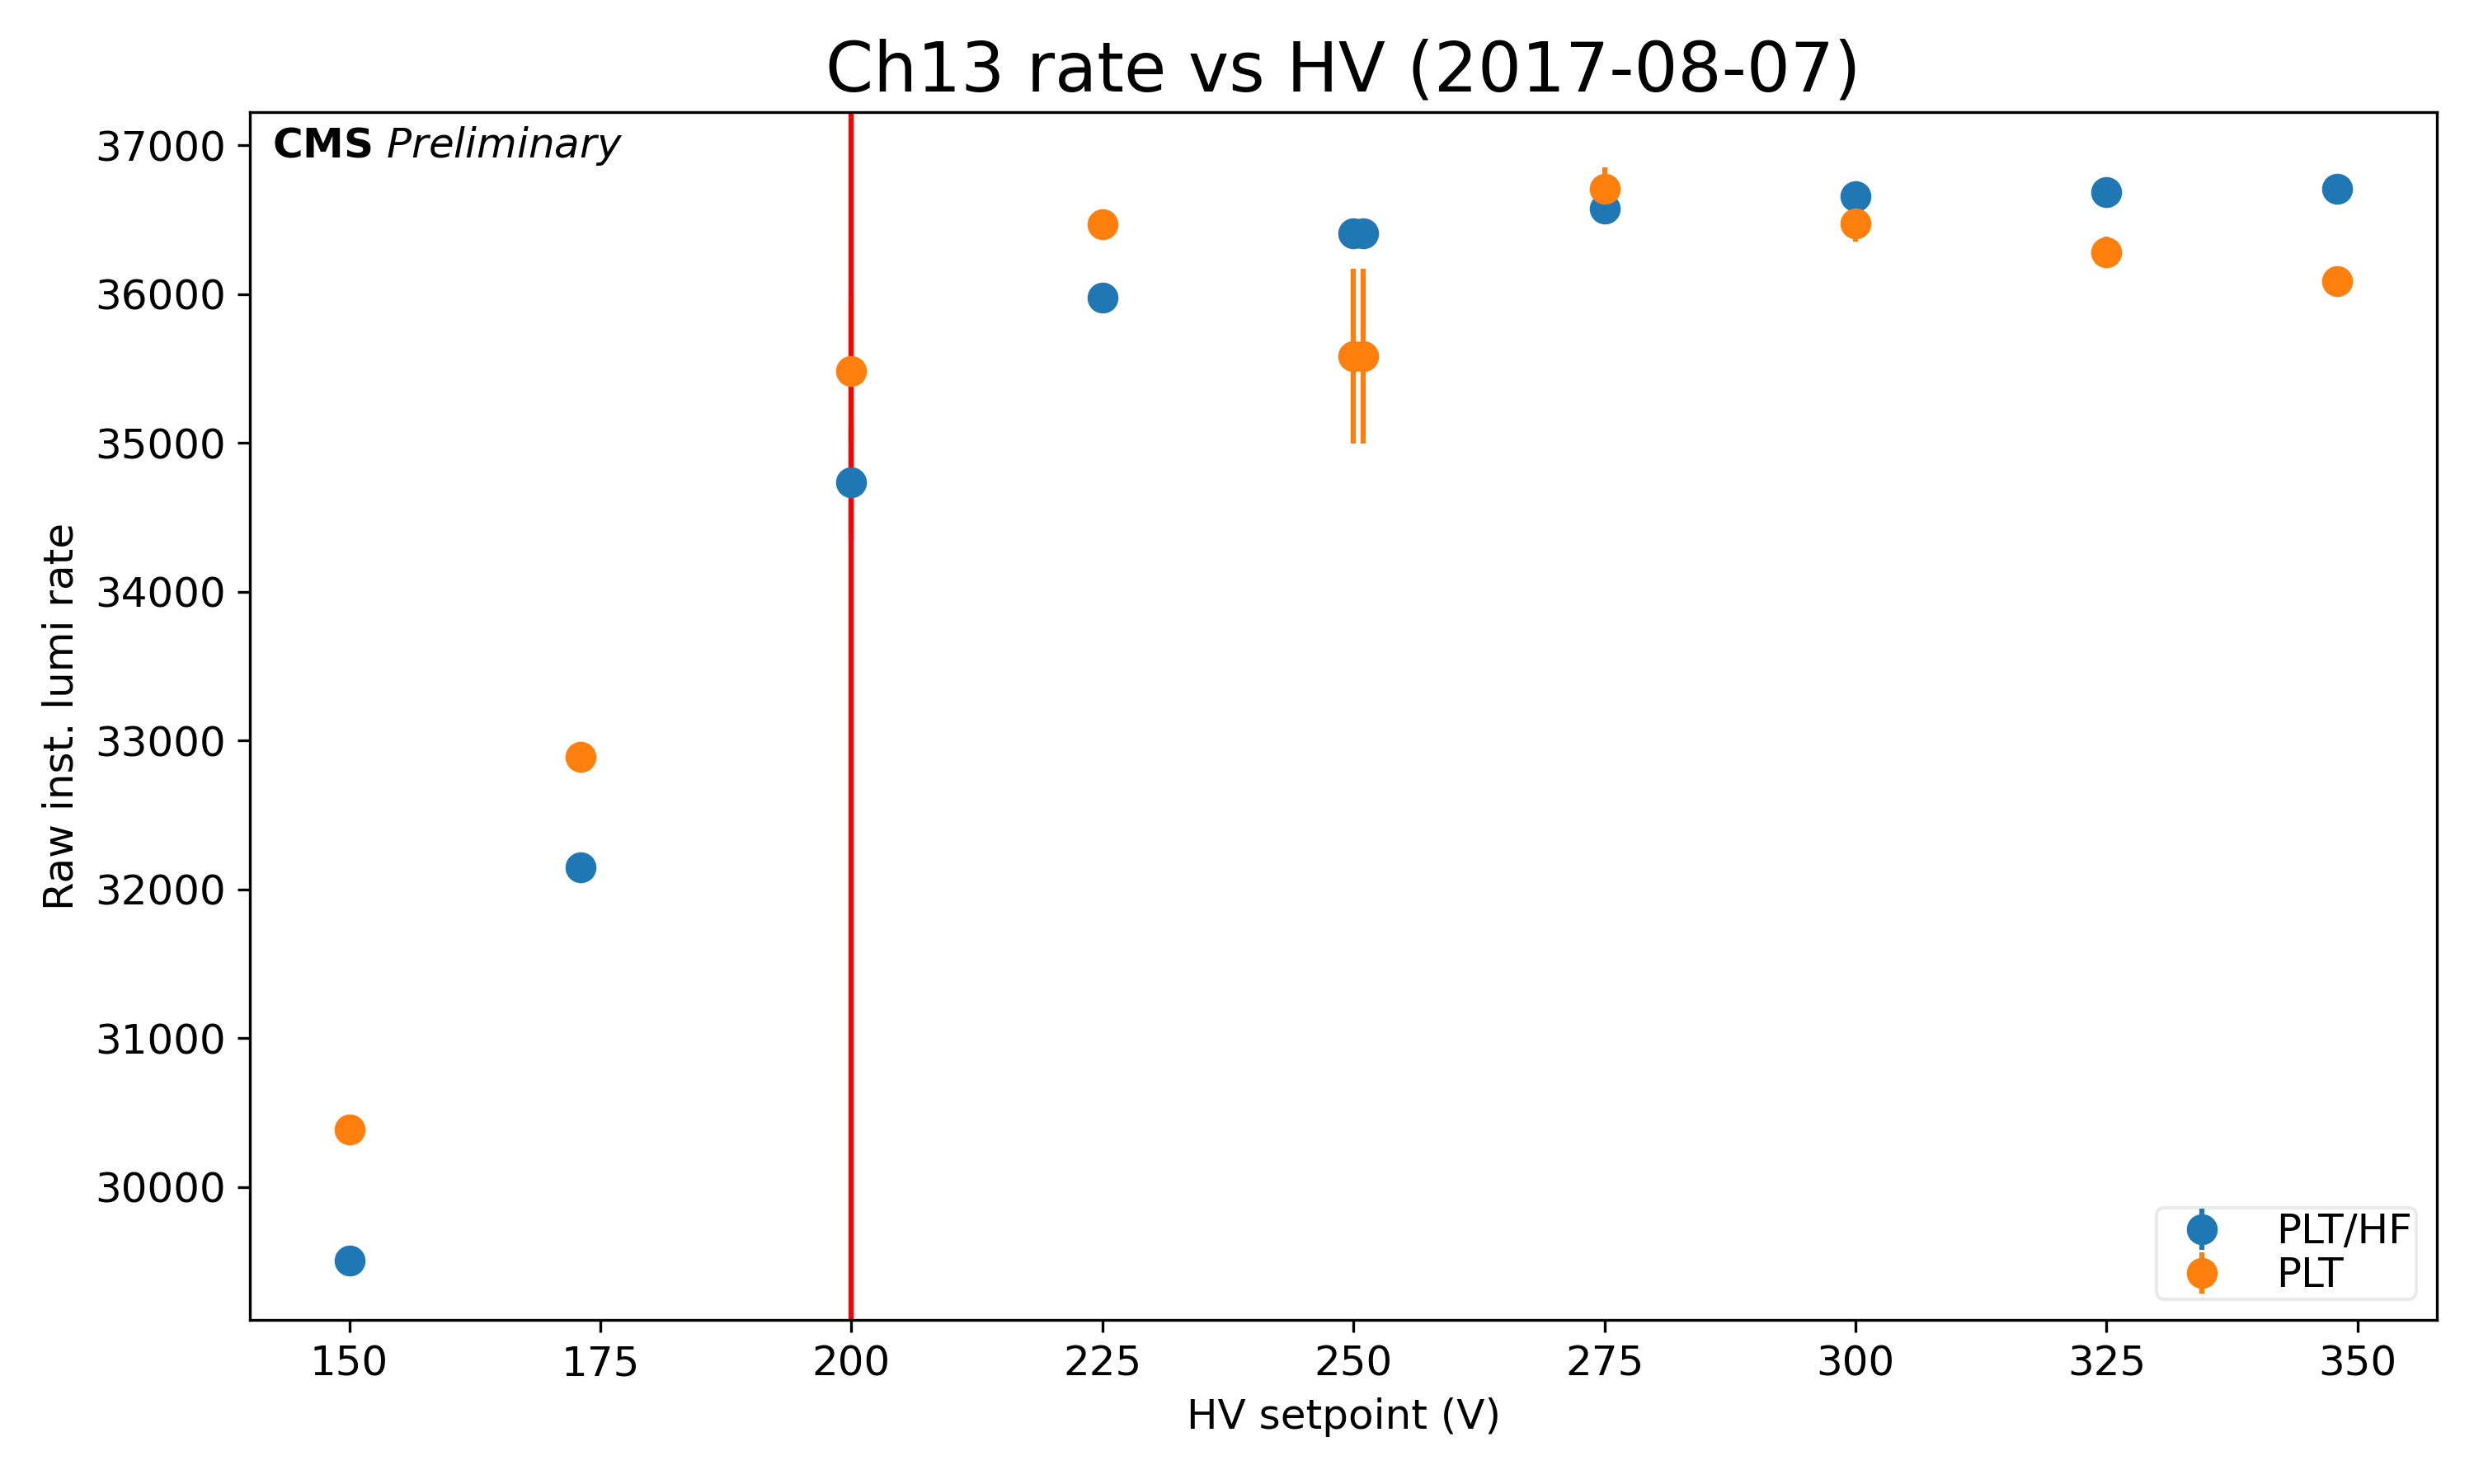 Ch13 rate vs HV (2017-08-07)
CMS Preliminary
37000
36000
35000
34000
33000
32000
31000
30000
Raw inst. lumi rate
PLT/HF
PLT
150 175 200 225 250 275 300 325 350
HV setpoint (V)